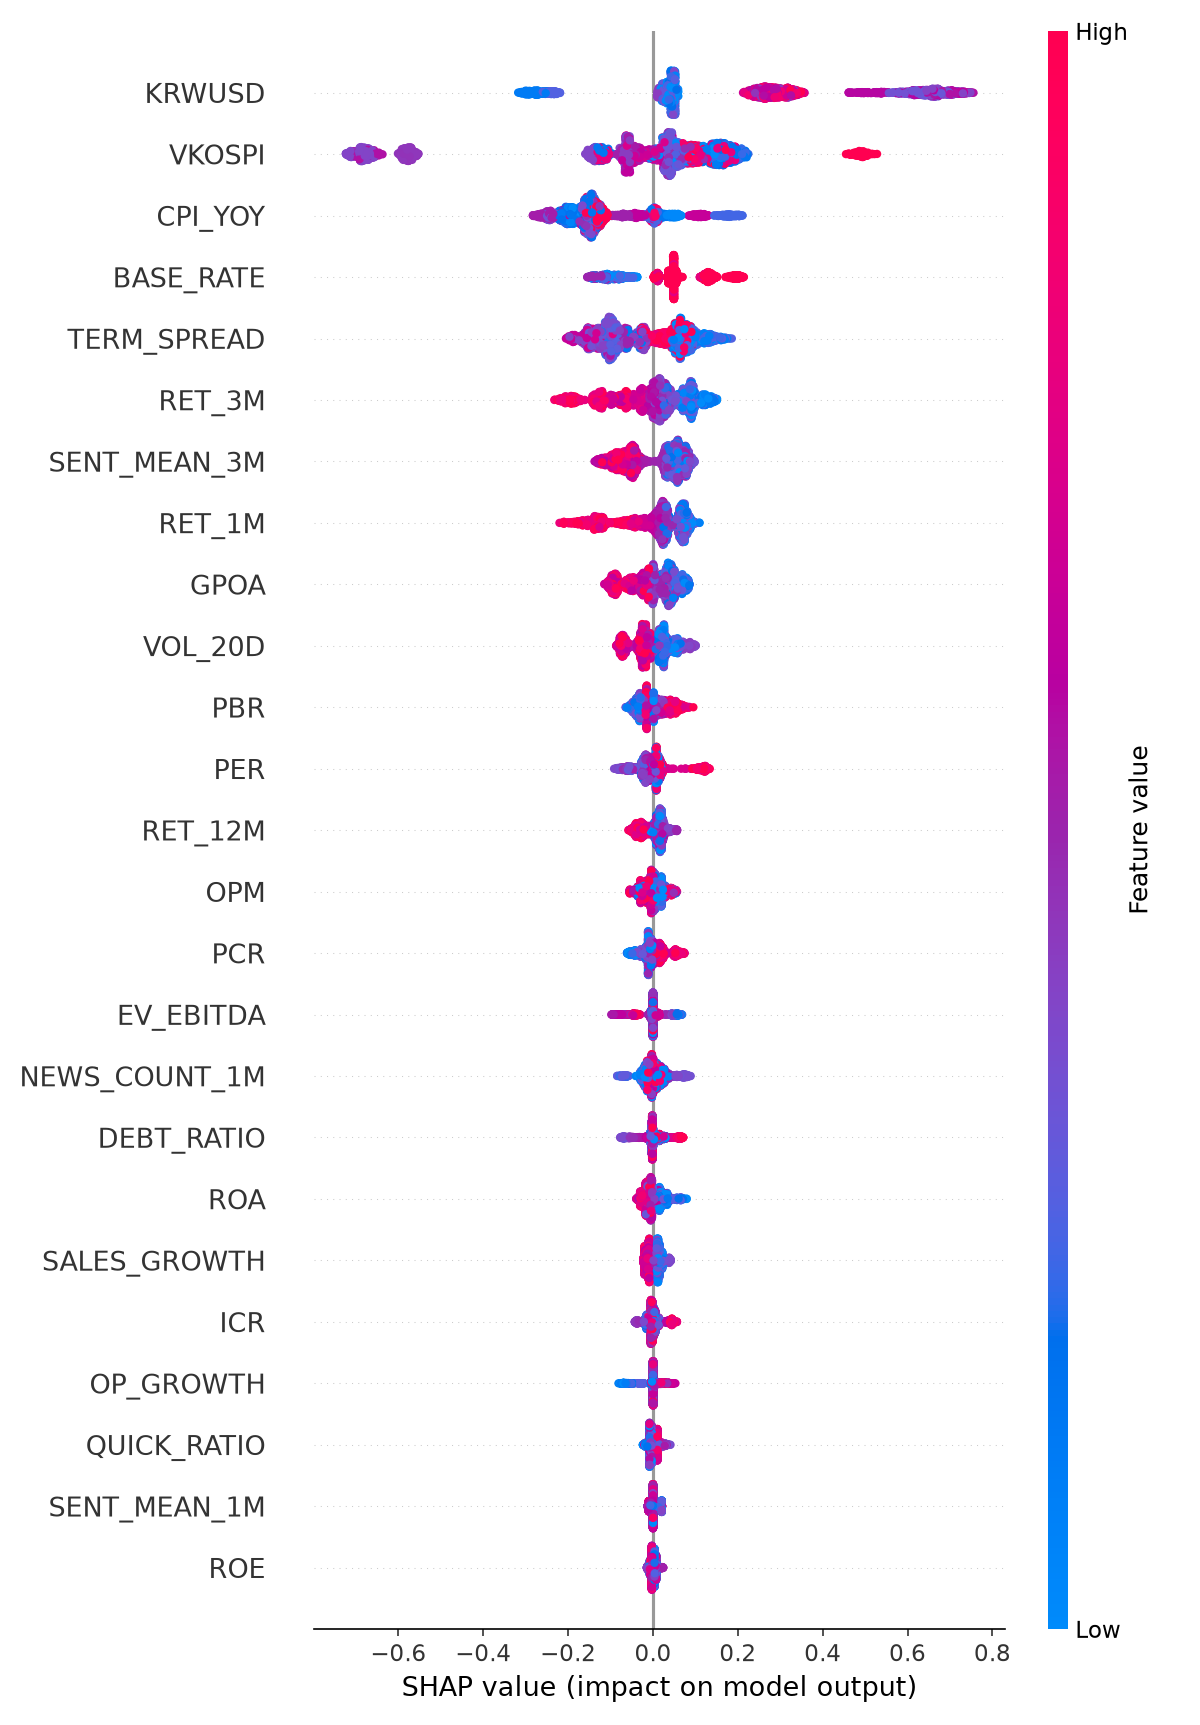 High
KRWUSD
VKOSPI
CPI_YOY
BASE_RATE
TERM_SPREAD
RET_3M
SENT_MEAN_3M
RET_1M
GPOA
VOL_20D
PBR
PER
RET_12M
OPM
PCR
EV_EBITDA
NEWS_COUNT_1M
DEBT_RATIO
ROA
SALES_GROWTH
ICR
OP_GROWTH
QUICK_RATIO
SENT_MEAN_1M
ROE
Feature value
Low
−0.6 −0.4 −0.2 0.0 0.2 0.4 0.6 0.8
SHAP value (impact on model output)